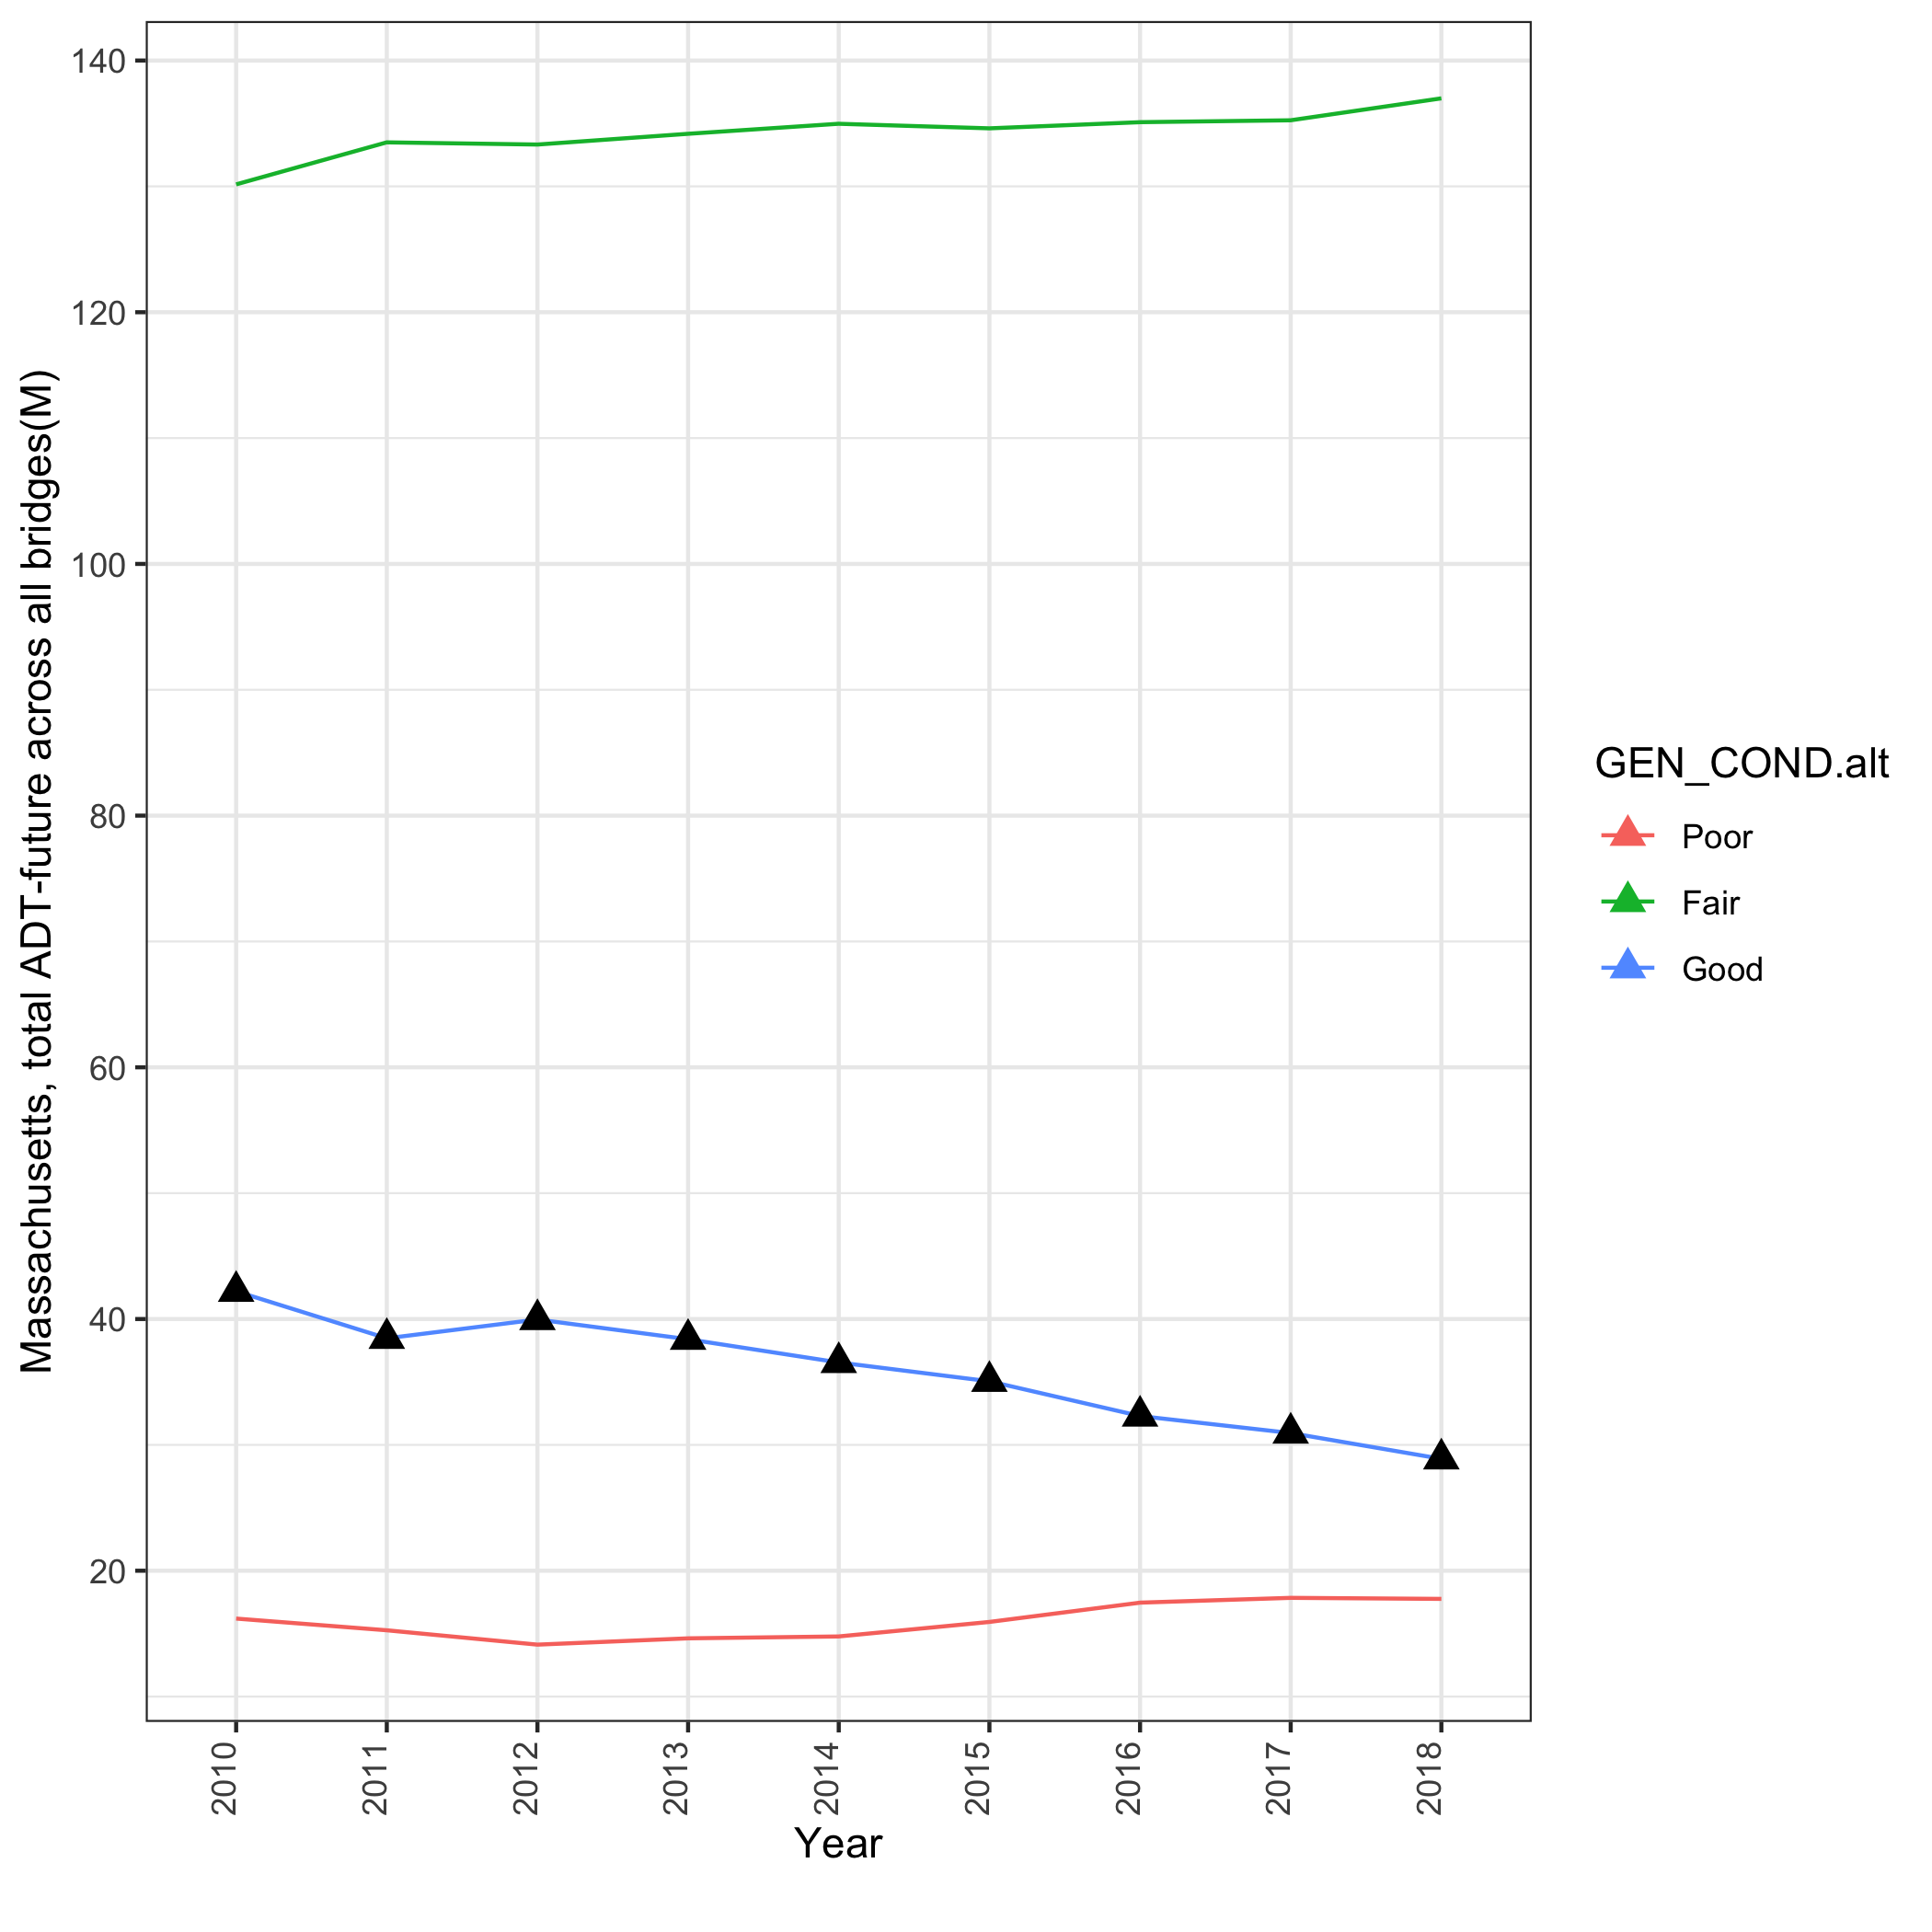 Massachusetts, total ADT-future across all bridges(M)
140
120
100
80
60
40
20
2010
2011
2012
2013
2014
2015
2016
2017
2018
Year
GEN_COND.alt
Poor
Fair
Good